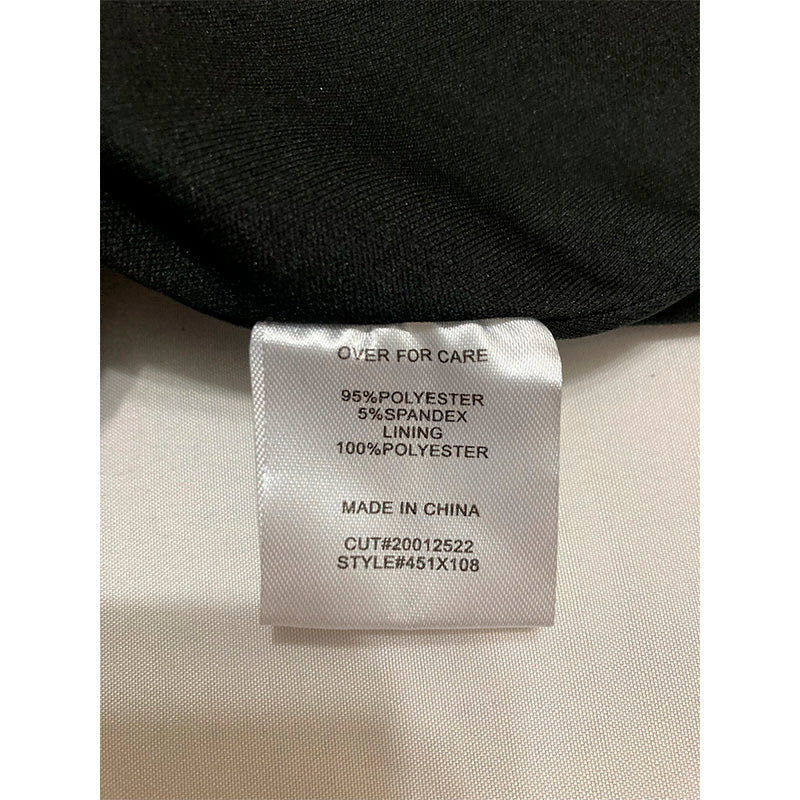 OVER FOR CARE
95%POLYESTER
5%SPANDEX
LINING
100%POLYESTER
MADE IN CHINA
CUT#20012522
STYLE#451X108